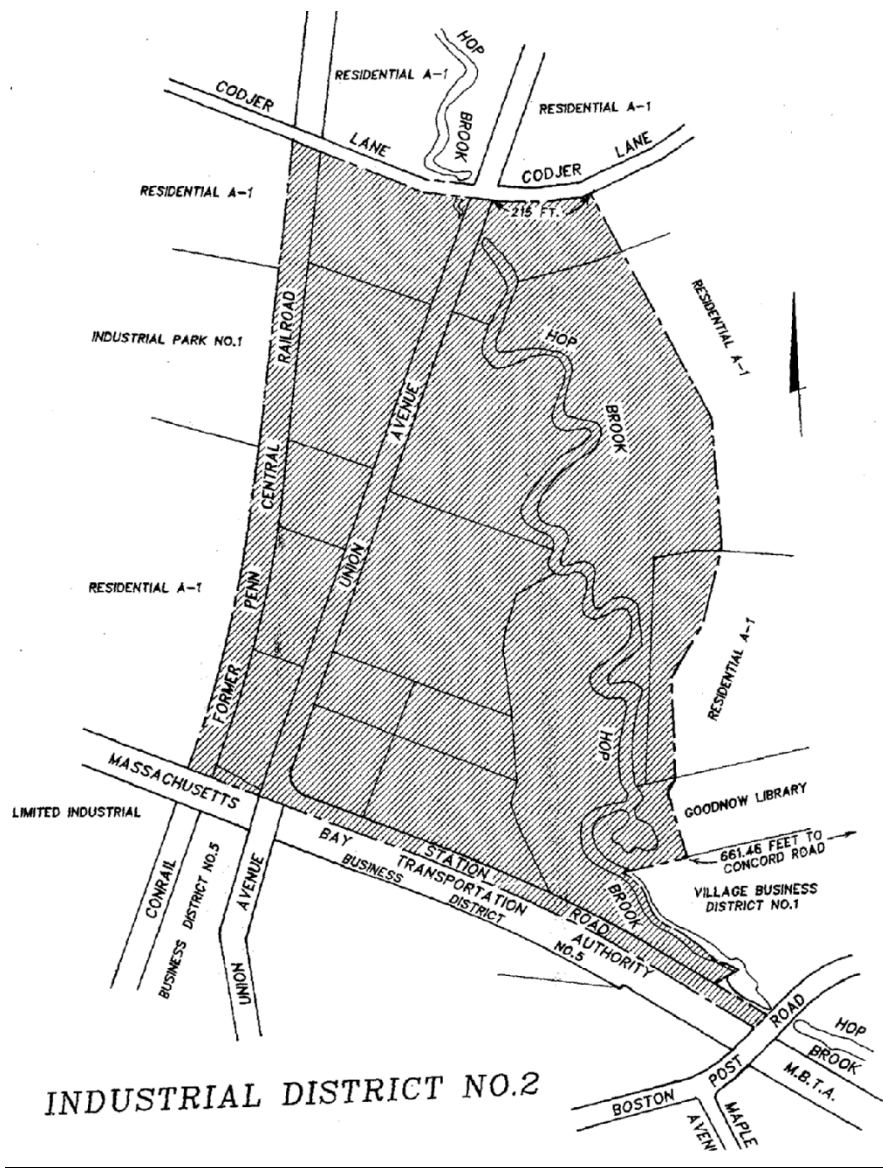 HOP
BROOK
RESIDENTIAL A-1
RESIDENTIAL A-1
CODJER
LANE
CODJER
LANE
215 FT.
RESIDENTIAL A-1
RESIDENTIAL A-1
INDUSTRIAL PARK NO.1
RAILROAD
HOP
BROOK
AVENUE
CENTRAL
UNION
PENN
RESIDENTIAL A-1
FORMER
RESIDENTIAL A-1
HOP
MASSACHUSETTS
LIMITED INDUSTRIAL
BAY
STATION
TRANSPORTATION
BUSINESS
DISTRICT
ROAD
AUTHORITY
NO.5
BROOK
GOODNOW LIBRARY
661.46 FEET TO
CONCORD ROAD
VILLAGE BUSINESS
DISTRICT NO.1
CONRAIL
BUSINESS DISTRICT NO.5
AVENUE
UNION
ROAD
POST
BOSTON
HOP
BROOK
M.B.T.A.
MAPLE
AVENU
INDUSTRIAL DISTRICT NO.2